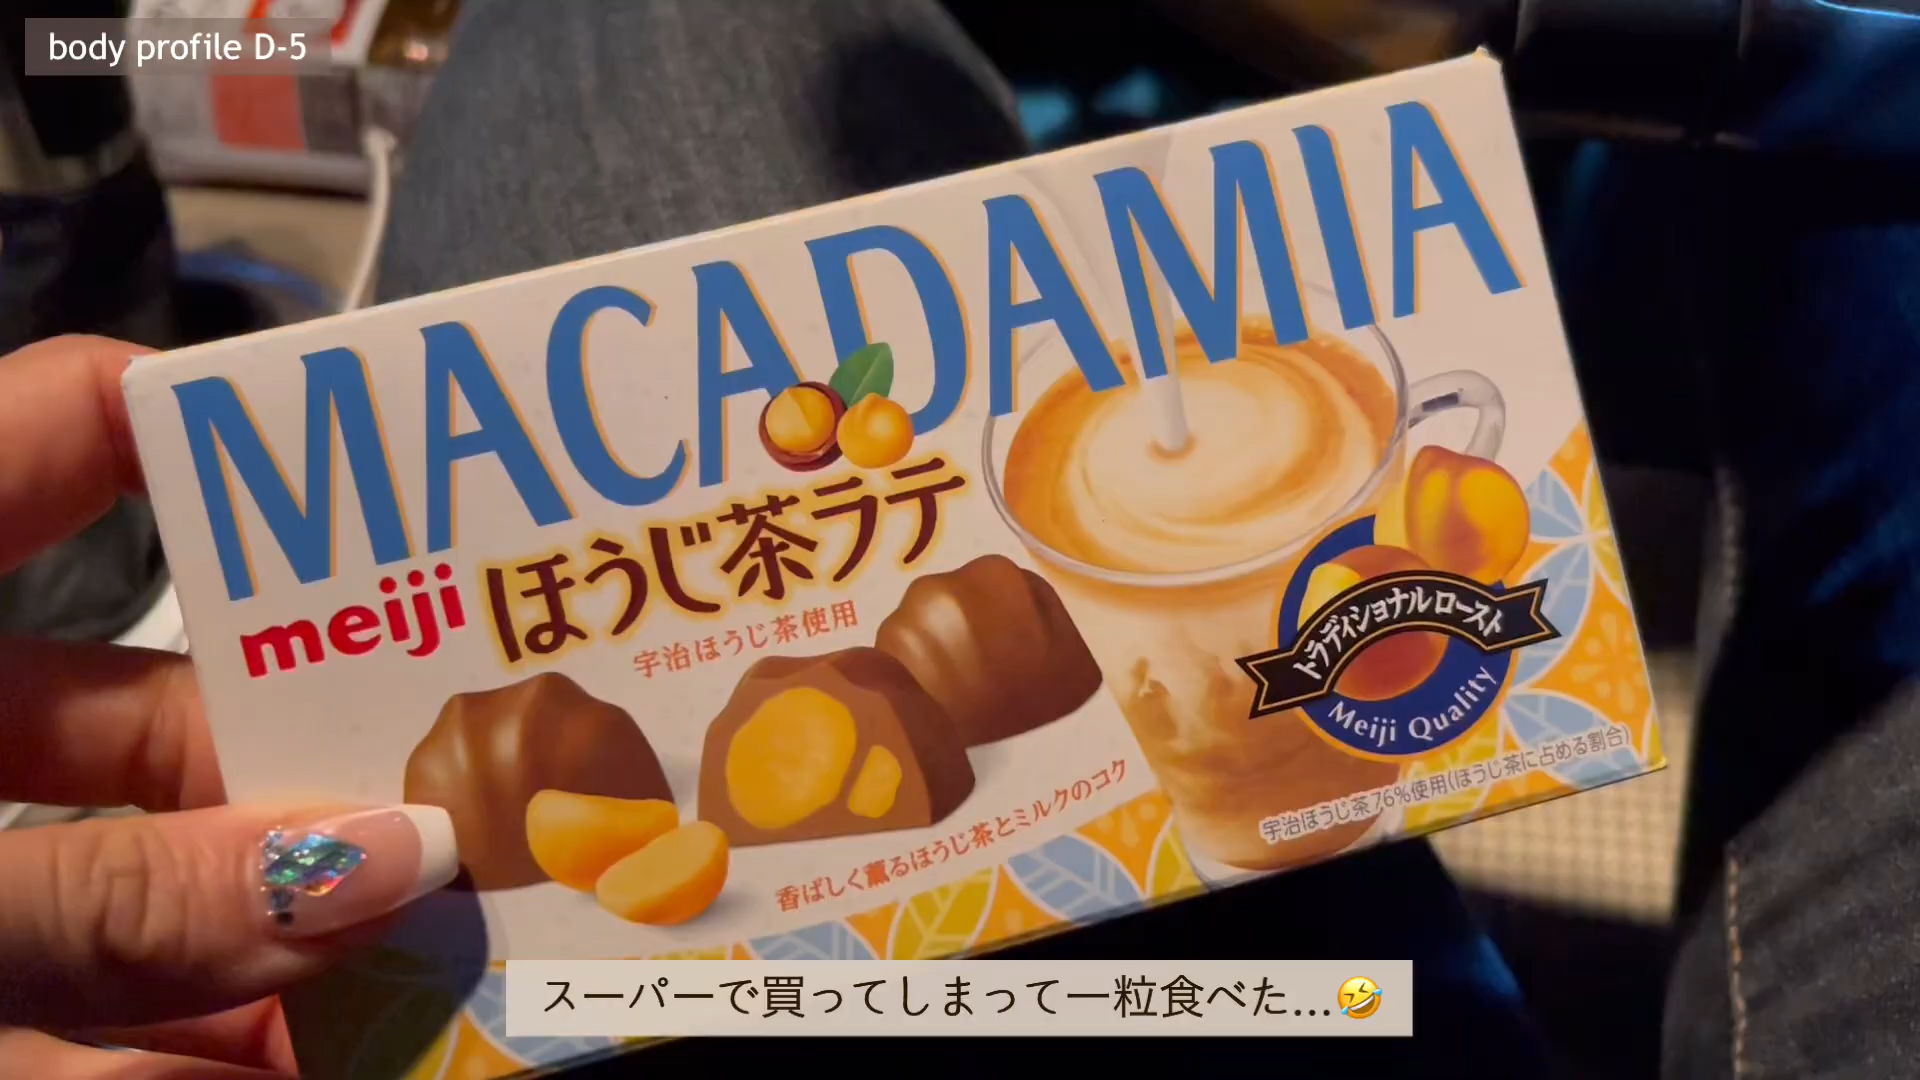 body profile D-5
MACADAMIA
meiji
ほうじ茶ラテ
宇治ほうじ茶使用
トラディショナルロースト
Meiji Quality
香ばしく薫るほうじ茶とミルクのコク
宇治ほうじ茶76%使用(ほうじ茶に占める割合)
スーパーで買ってしまって一粒食べた...🤣